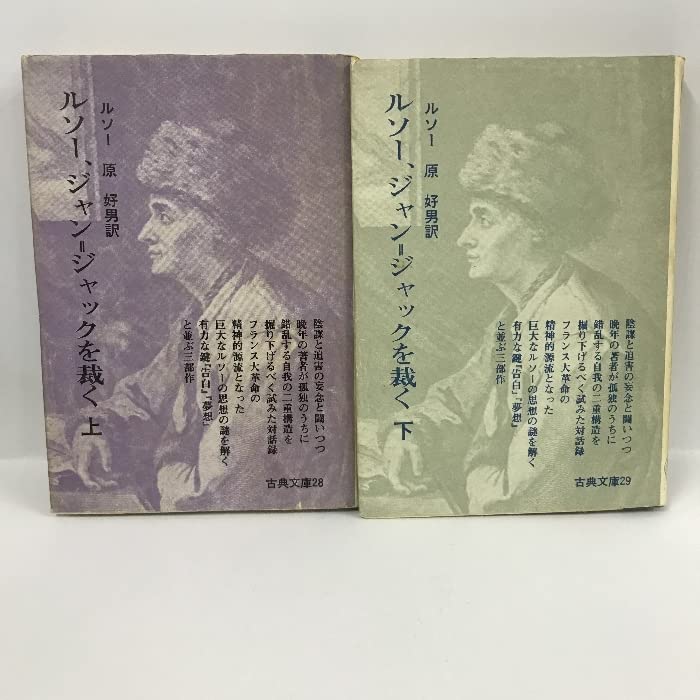 ルソー、ジャン=ジャックを裁く 上
ルソー 原 好男訳
陰謀と迫害の妄念と闘いつつ
晩年の著者が孤独のうちに
錯乱する自我の二重構造を
掘り下げるべく試みた対話録
フランス大革命の
精神的源流となった
巨大なルソーの思想の謎を解く
有力な鍵『告白』『夢想』
と並ぶ三部作
古典文庫28
ルソー、ジャン=ジャックを裁く 下
ルソー 原 好男訳
陰謀と迫害の妄念と闘いつつ
晩年の著者が孤独のうちに
錯乱する自我の二重構造を
掘り下げるべく試みた対話録
フランス大革命の
精神的源流となった
巨大なルソーの思想の謎を解く
有力な鍵『告白』『夢想』
と並ぶ三部作
古典文庫29